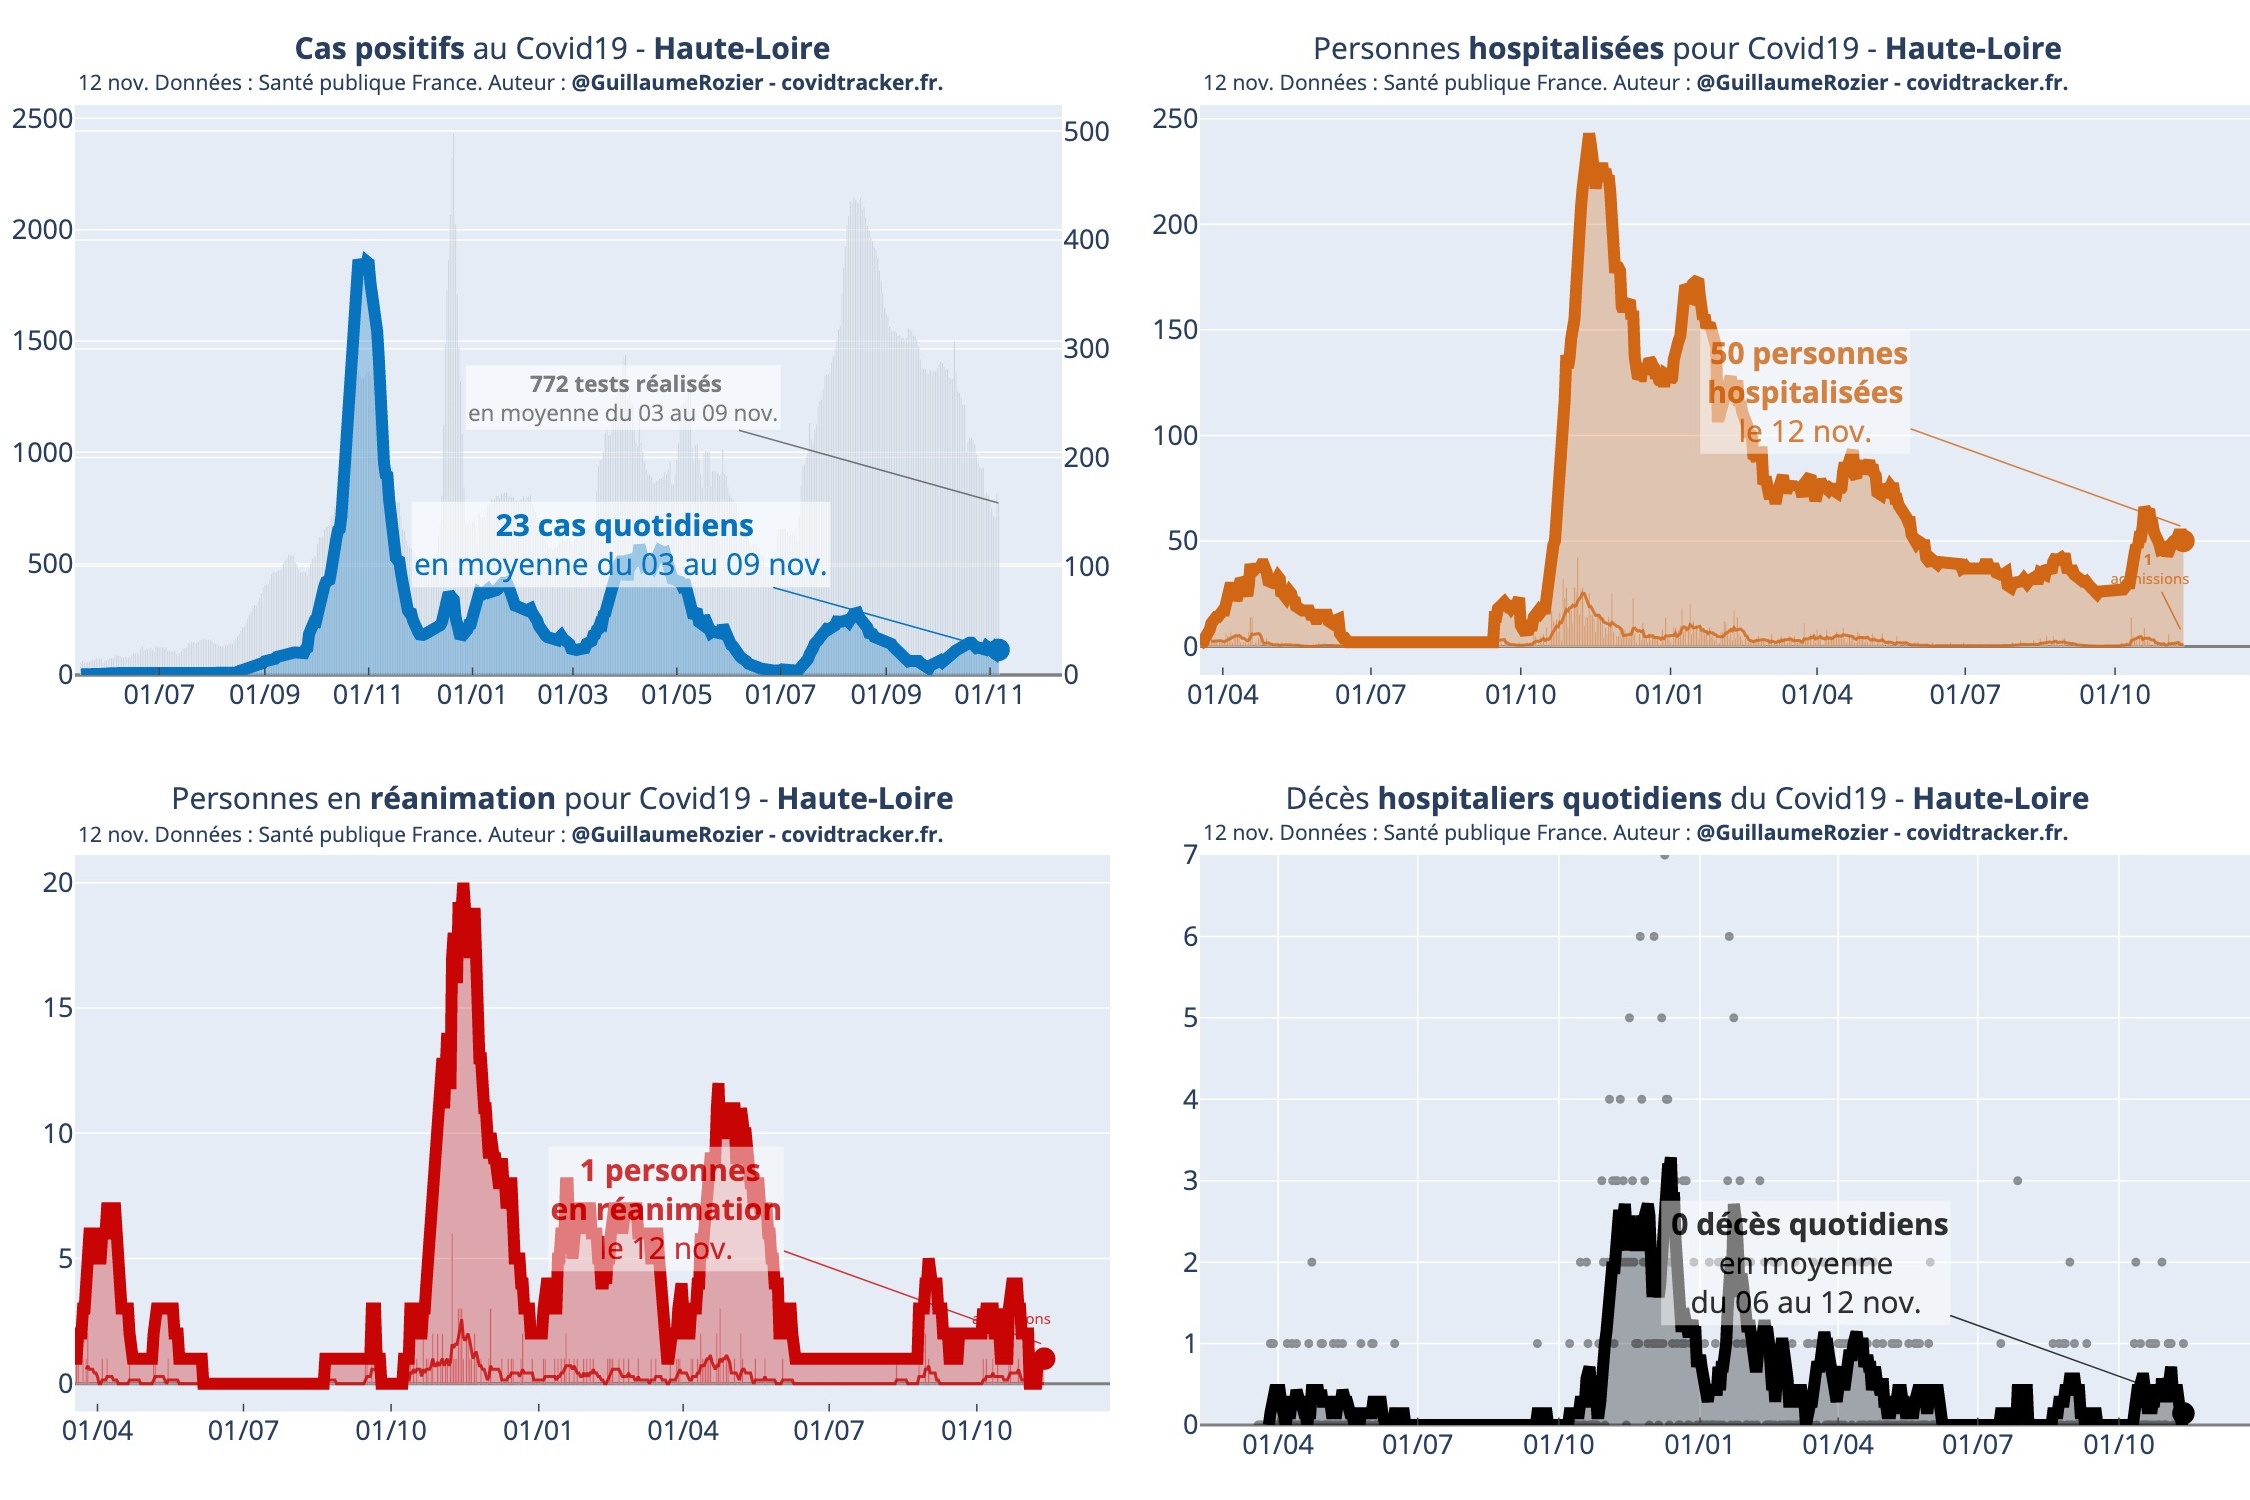 Cas positifs au Covid19 - Haute-Loire
12 nov. Données : Santé publique France. Auteur : @GuillaumeRozier - covidtracker.fr.
2500
2000
1500
1000
500
0
500
400
300
200
100
0
772 tests réalisés
en moyenne du 03 au 09 nov.
23 cas quotidiens
en moyenne du 03 au 09 nov.
01/07 01/09 01/11 01/01 01/03 01/05 01/07 01/09 01/11
Personnes hospitalisées pour Covid19 - Haute-Loire
12 nov. Données : Santé publique France. Auteur : @GuillaumeRozier - covidtracker.fr.
250
200
150
100
50
0
50 personnes
hospitalisées
le 12 nov.
1
admissions
01/04 01/07 01/10 01/01 01/04 01/07 01/10
Personnes en réanimation pour Covid19 - Haute-Loire
12 nov. Données : Santé publique France. Auteur : @GuillaumeRozier - covidtracker.fr.
20
15
10
5
0
1 personnes
en réanimation
le 12 nov.
01/04 01/07 01/10 01/01 01/04 01/07 01/10
Décès hospitaliers quotidiens du Covid19 - Haute-Loire
12 nov. Données : Santé publique France. Auteur : @GuillaumeRozier - covidtracker.fr.
7
6
5
4
3
2
1
0
0 décès quotidiens
en moyenne
du 06 au 12 nov.
01/04 01/07 01/10 01/01 01/04 01/07 01/10